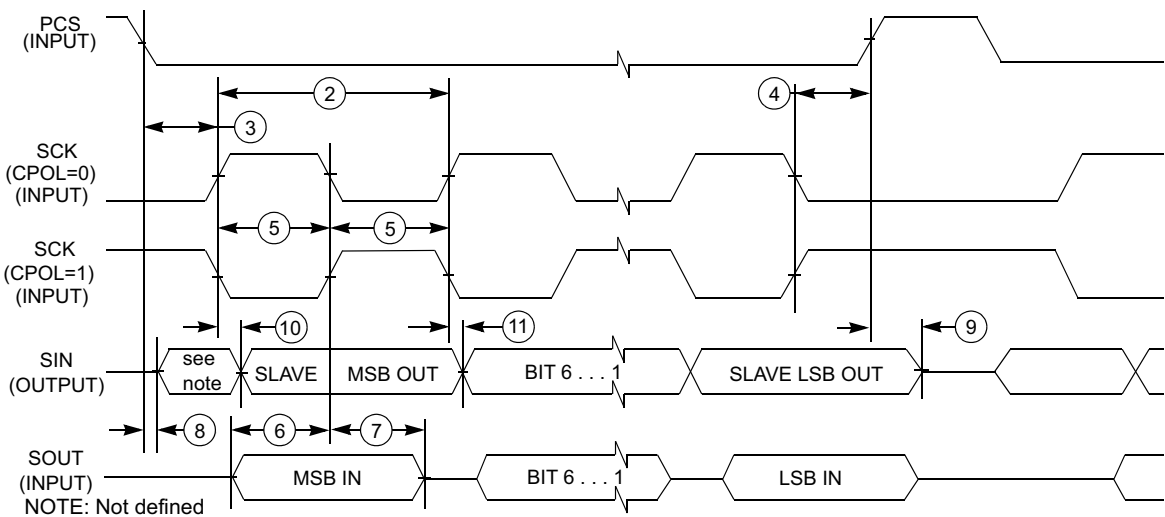 PCS
(INPUT)
2
4
3
SCK
(CPOL=0)
(INPUT)
5
5
SCK
(CPOL=1)
(INPUT)
10
11
9
SIN
(OUTPUT)
see
note
SLAVE
MSB OUT
BIT 6 . . . 1
SLAVE LSB OUT
8
6
7
SOUT
(INPUT)
MSB IN
BIT 6 . . . 1
LSB IN
NOTE: Not defined